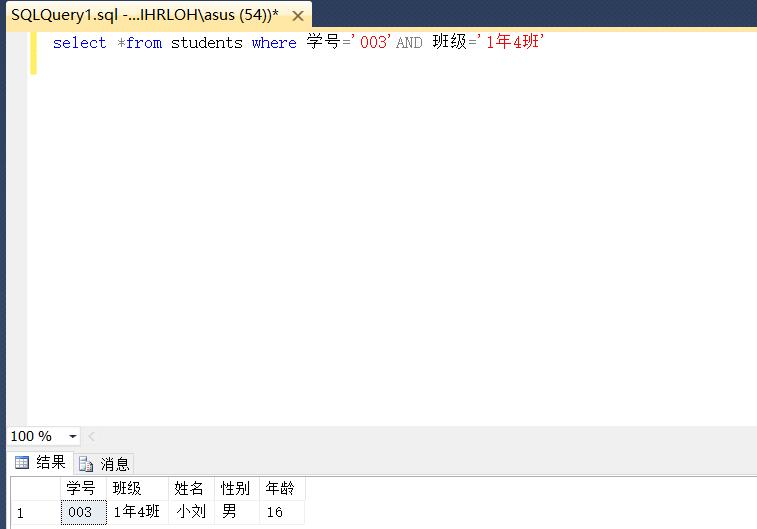 SQLQuery1.sql -...IHRLOH\asus (54))*
select *from students where 学号='003'AND 班级='1年4班'
100 %
结果 消息
学号 班级 姓名 性别 年龄
1 003 1年4班 小刘 男 16